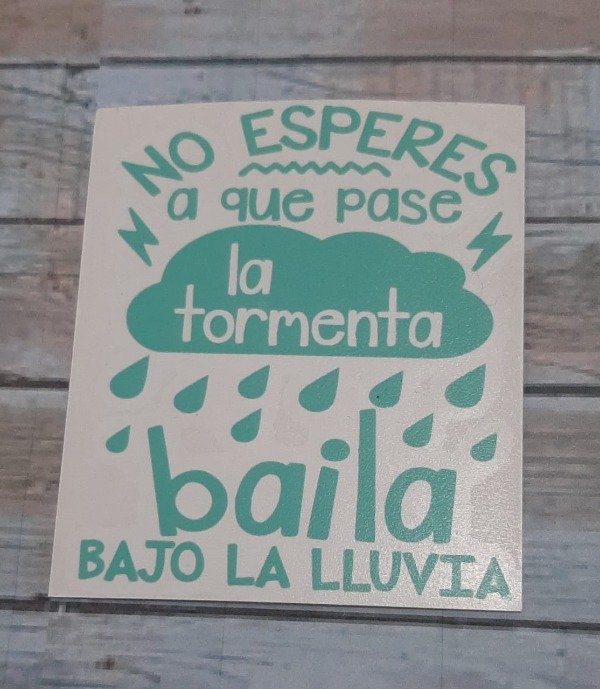 NO ESPERES
a que pase
la
tormenta
baila
BAJO LA LLUVIA